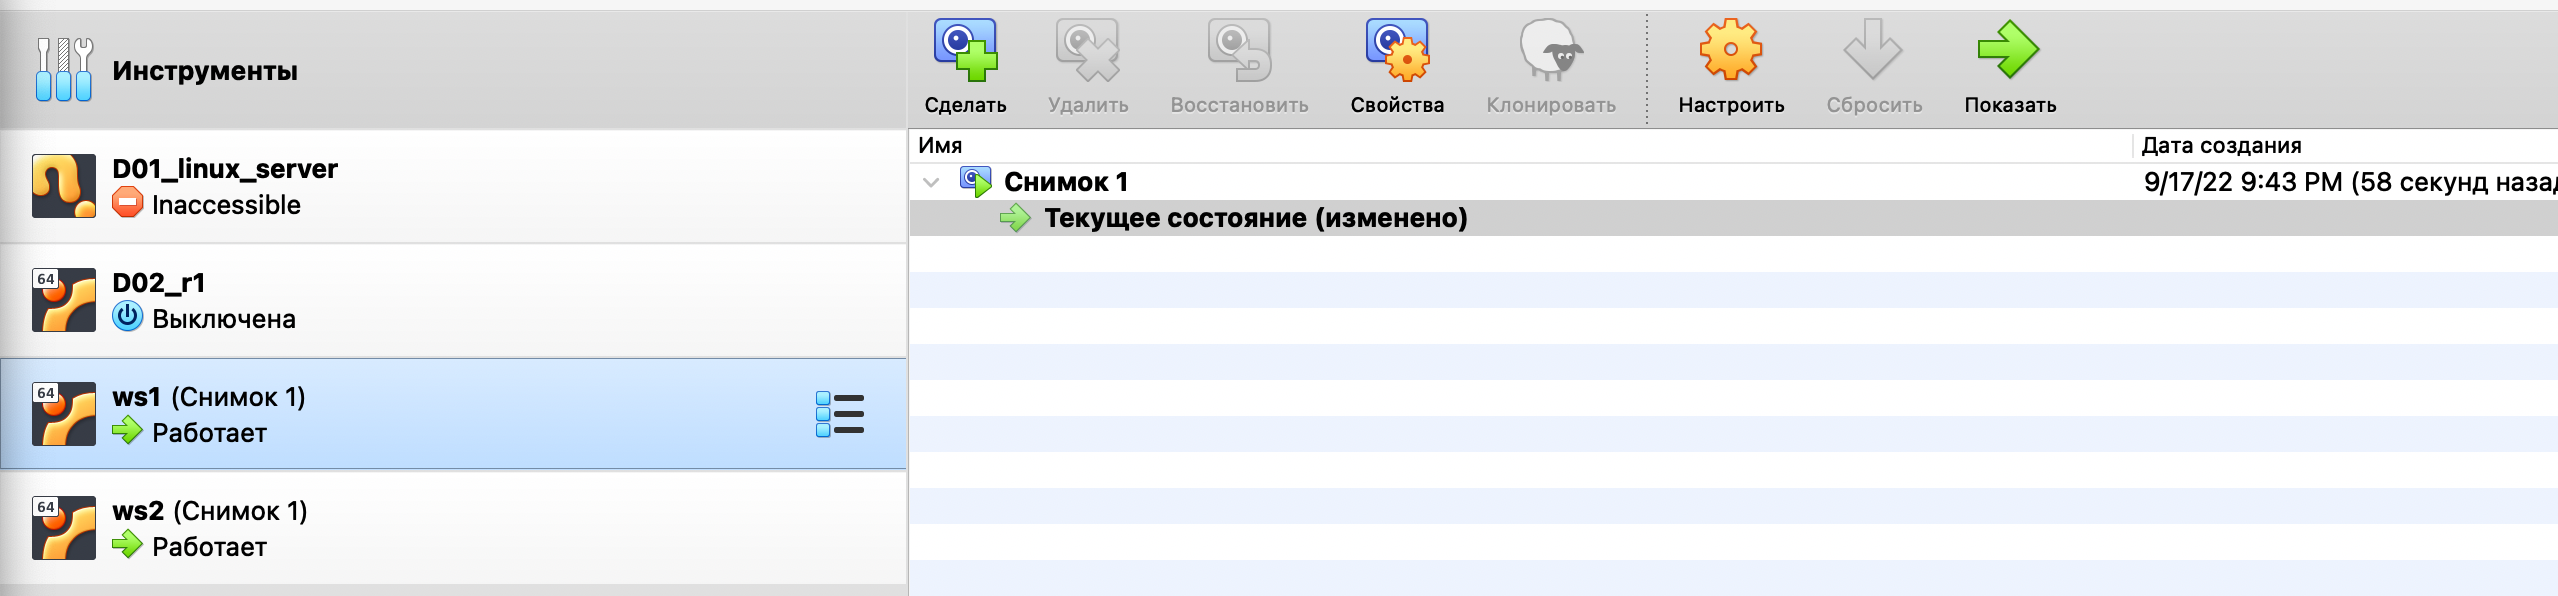 Инструменты
Сделать
Удалить
Восстановить
Свойства
Клонировать
Настроить
Сбросить
Показать
D01_linux_server
Inaccessible
64
D02_r1
Выключена
64
ws1 (Снимок 1)
Работает
64
ws2 (Снимок 1)
Работает
Имя
Дата создания
Снимок 1
9/17/22 9:43 PM (58 секунд назад
Текущее состояние (изменено)